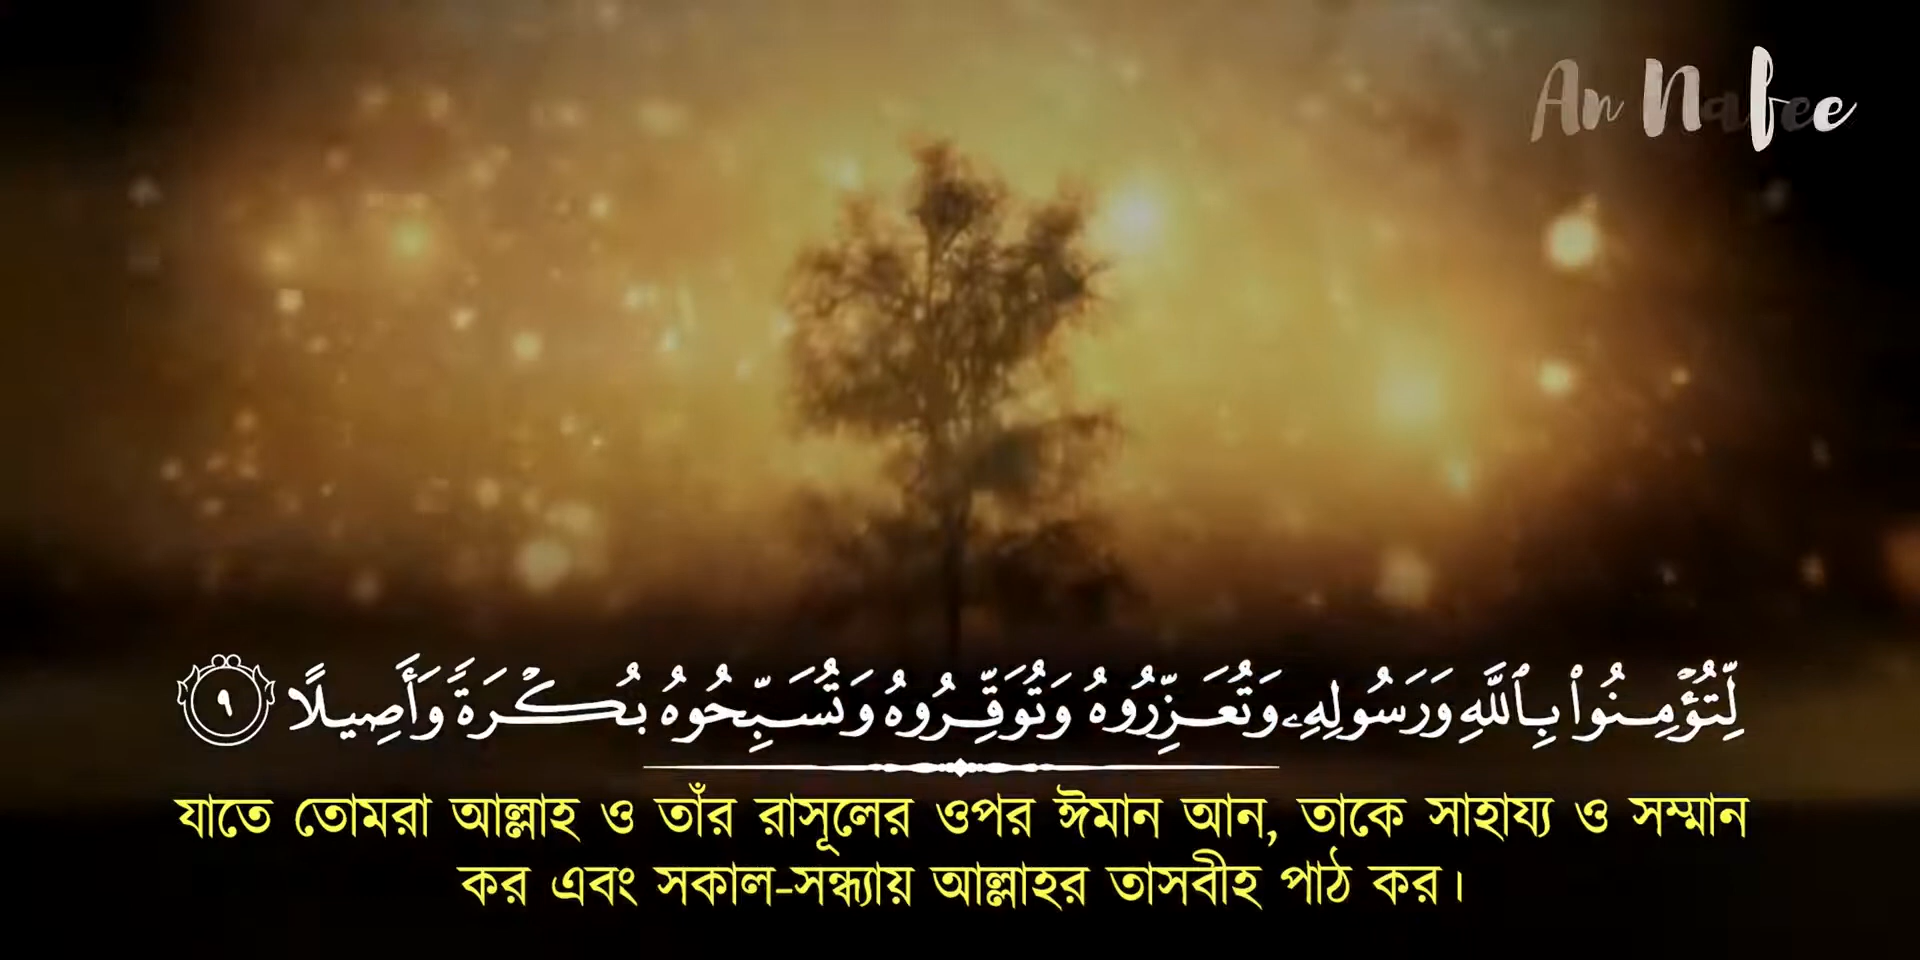 An Nafee
لِّتُؤْمِنُوا۟ بِٱللَّهِ وَرَسُولِهِۦ وَتُعَزِّرُوهُ وَتُوَقِّرُوهُ وَتُسَبِّحُوهُ بُكْرَةً وَأَصِيلًا ٩
যাতে তোমরা আল্লাহ ও তাঁর রাসূলের ওপর ঈমান আন, তাকে সাহায্য ও সম্মান
কর এবং সকাল-সন্ধ্যায় আল্লাহর তাসবীহ পাঠ কর।